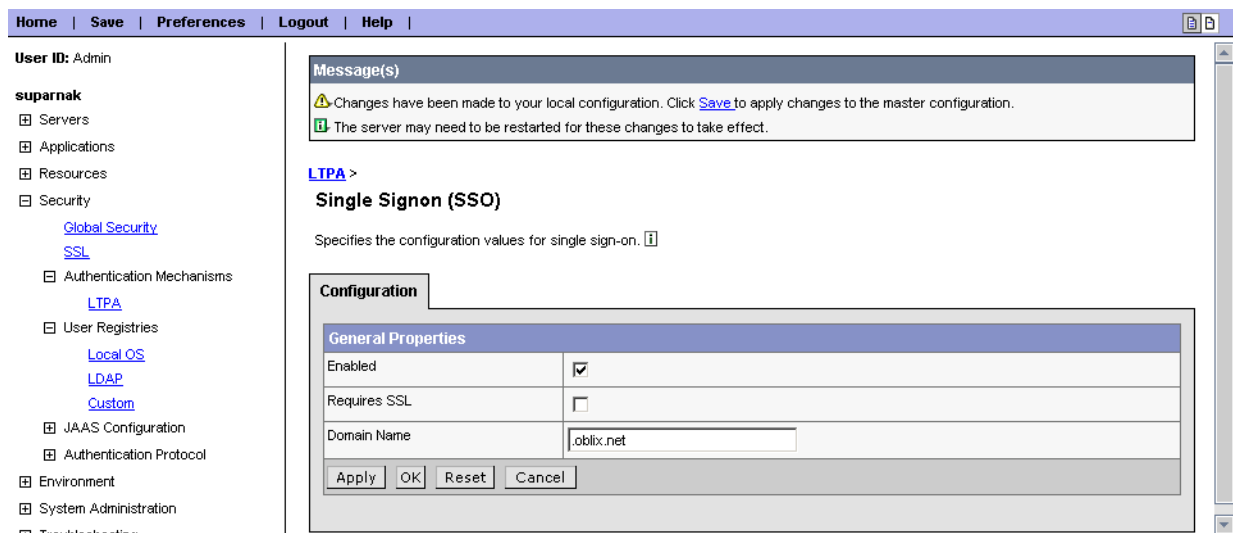 Home | Save | Preferences | Logout | Help |
User ID: Admin
suparnak
Servers
Applications
Resources
Security
Global Security
SSL
Authentication Mechanisms
LTPA
User Registries
Local OS
LDAP
Custom
JAAS Configuration
Authentication Protocol
Environment
System Administration
Troubleshooting
Message(s)
Changes have been made to your local configuration. Click Save to apply changes to the master configuration.
The server may need to be restarted for these changes to take effect.
LTPA >
Single Signon (SSO)
Specifies the configuration values for single sign-on.
Configuration
General Properties
Enabled
Requires SSL
Domain Name .oblix.net
Apply OK Reset Cancel